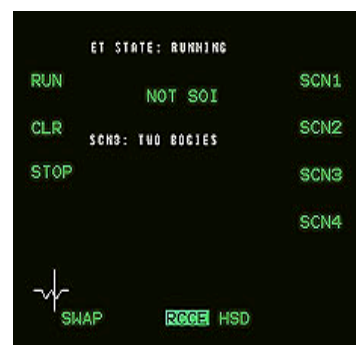 ET STATE: RUNNING
RUN SCN1
NOT SOI
CLR SCN2
SCN3: TWO BOGIES
STOP SCN3
SCN4
SWAP RCCE HSD